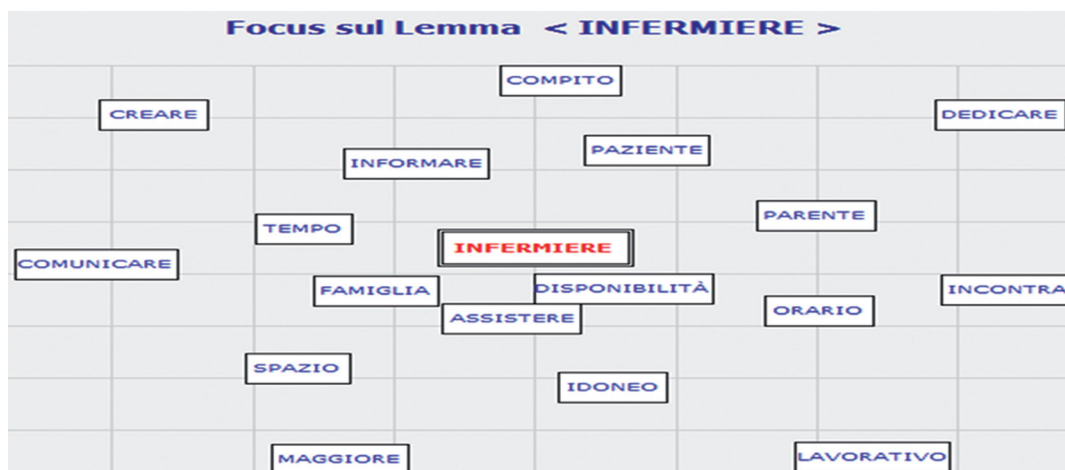 Focus sul Lemma < INFERMIERE >
COMPITO
CREARE
DEDICARE
PAZIENTE
INFORMARE
PARENTE
TEMPO
INFERMIERE
COMUNICARE
FAMIGLIA
DISPONIBILITÀ
INCONTRA
ORARIO
ASSISTERE
SPAZIO
IDONEO
MAGGIORE
LAVORATIVO